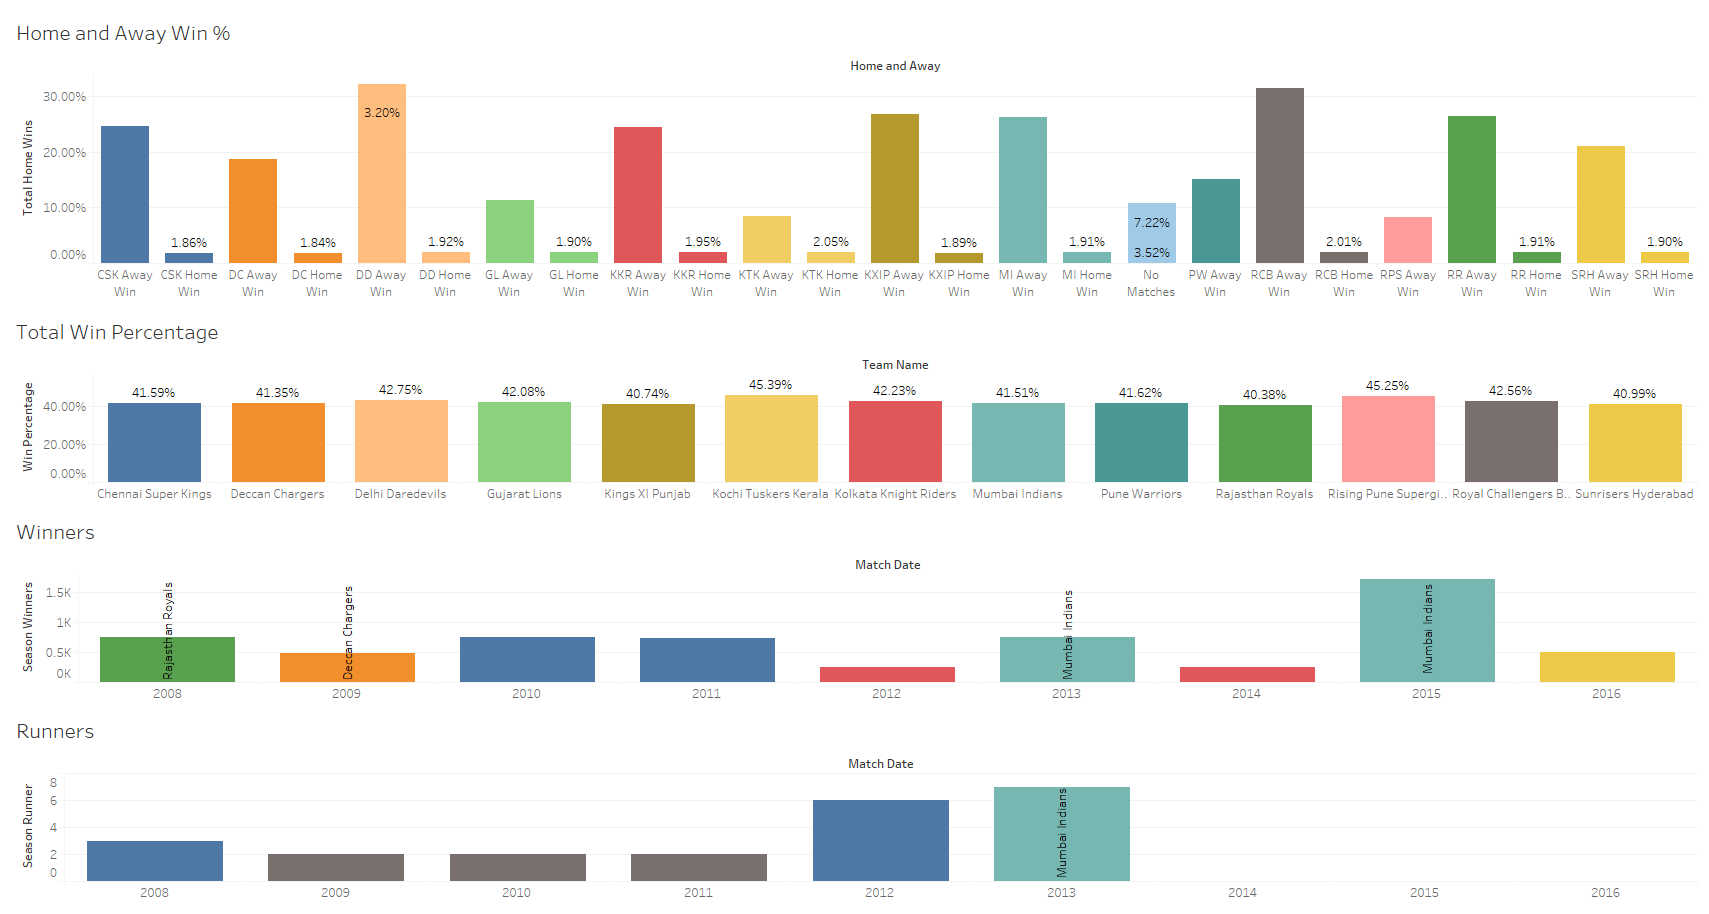 Home and Away Win %
Home and Away
Total Home Wins
30.00%
20.00%
10.00%
0.00%
3.20%
1.86%
1.84%
1.92%
1.90%
1.95%
2.05%
1.89%
1.91%
7.22%
3.52%
2.01%
1.91%
1.90%
CSK Away Win
CSK Home Win
DC Away Win
DC Home Win
DD Away Win
DD Home Win
GL Away Win
GL Home Win
KKR Away Win
KKR Home Win
KTK Away Win
KTK Home Win
KXIP Away Win
KXIP Home Win
MI Away Win
MI Home Win
No Matches
PW Away Win
RCB Away Win
RCB Home Win
RPS Away Win
RR Away Win
RR Home Win
SRH Away Win
SRH Home Win
Total Win Percentage
Team Name
Win Percentage
40.00%
20.00%
0.00%
41.59%
41.35%
42.75%
42.08%
40.74%
45.39%
42.23%
41.51%
41.62%
40.38%
45.25%
42.56%
40.99%
Chennai Super Kings
Deccan Chargers
Delhi Daredevils
Gujarat Lions
Kings XI Punjab
Kochi Tuskers Kerala
Kolkata Knight Riders
Mumbai Indians
Pune Warriors
Rajasthan Royals
Rising Pune Supergi..
Royal Challengers B..
Sunrisers Hyderabad
Winners
Match Date
Season Winners
1.5K
1K
0.5K
0K
Rajasthan Royals
Deccan Chargers
Mumbai Indians
Mumbai Indians
2008
2009
2010
2011
2012
2013
2014
2015
2016
Runners
Match Date
Season Runner
8
6
4
2
0
Mumbai Indians
2008
2009
2010
2011
2012
2013
2014
2015
2016